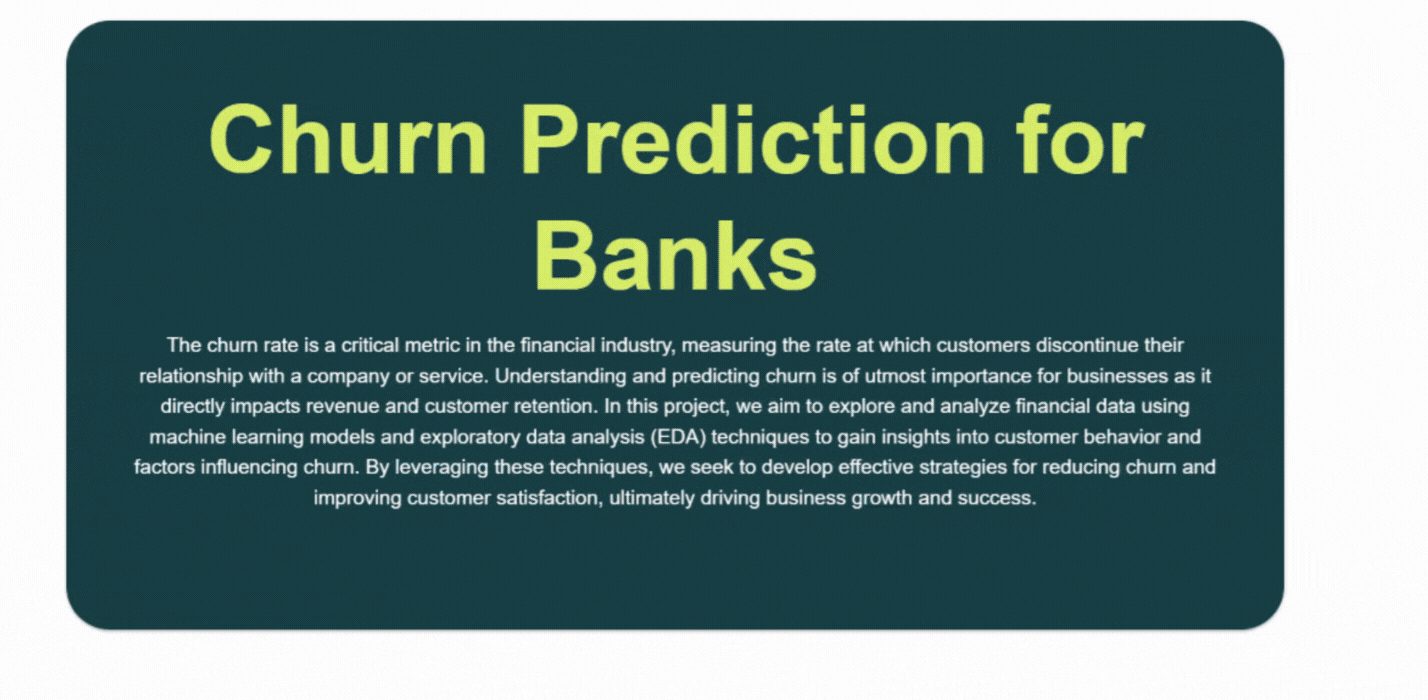 Churn Prediction for
Banks
The churn rate is a critical metric in the financial industry, measuring the rate at which customers discontinue their
relationship with a company or service. Understanding and predicting churn is of utmost importance for businesses as it
directly impacts revenue and customer retention. In this project, we aim to explore and analyze financial data using
machine learning models and exploratory data analysis (EDA) techniques to gain insights into customer behavior and
factors influencing churn. By leveraging these techniques, we seek to develop effective strategies for reducing churn and
improving customer satisfaction, ultimately driving business growth and success.